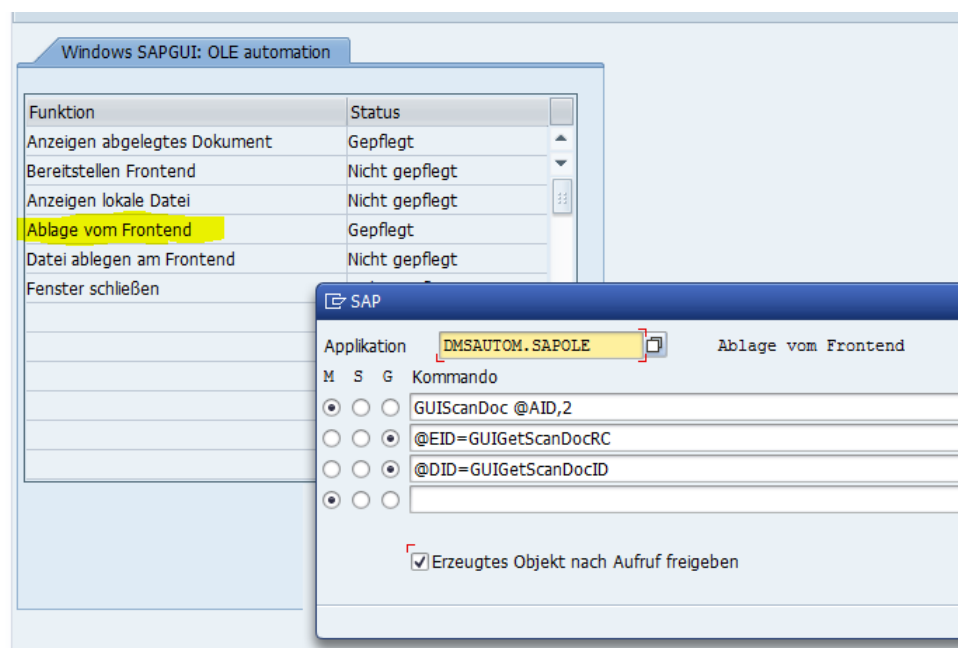 Windows SAPGUI: OLE automation
Funktion Status
Anzeigen abgelegtes Dokument Gepflegt
Bereitstellen Frontend Nicht gepflegt
Anzeigen lokale Datei Nicht gepflegt
Ablage vom Frontend Gepflegt
Datei ablegen am Frontend Nicht gepflegt
Fenster schließen
SAP
Applikation DMSAUTOM.SAPOLE Ablage vom Frontend
M S G Kommando
GUIScanDoc @AID,2
@EID=GUIGetScanDocRC
@DID=GUIGetScanDocID
Erzeugtes Objekt nach Aufruf freigeben